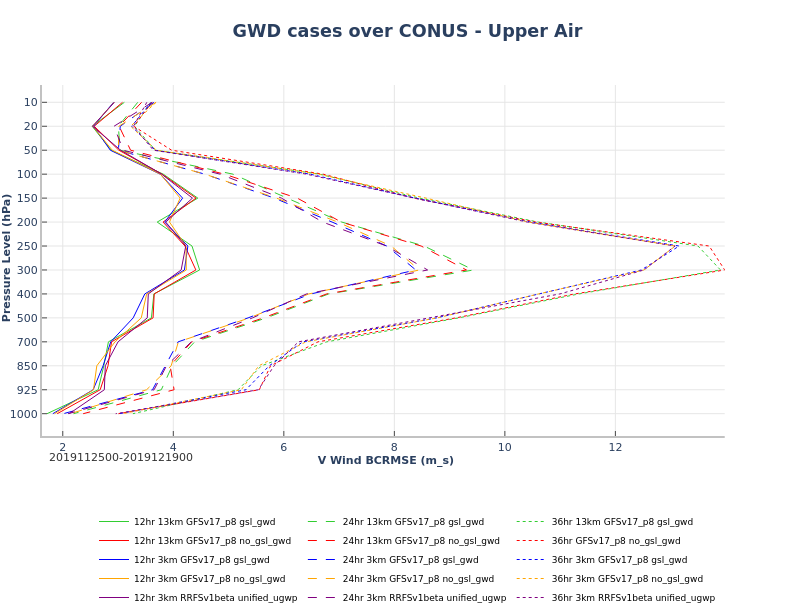 GWD cases over CONUS - Upper Air
Pressure Level (hPa)
10
20
50
100
150
200
250
300
400
500
700
850
925
1000
2
4
6
8
10
12
2019112500-2019121900
V Wind BCRMSE (m_s)
12hr 13km GFSv17_p8 gsl_gwd
24hr 13km GFSv17_p8 gsl_gwd
36hr 13km GFSv17_p8 gsl_gwd
12hr 13km GFSv17_p8 no_gsl_gwd
24hr 13km GFSv17_p8 no_gsl_gwd
36hr GFSv17_p8 no_gsl_gwd
12hr 3km GFSv17_p8 gsl_gwd
24hr 3km GFSv17_p8 gsl_gwd
36hr 3km GFSv17_p8 gsl_gwd
12hr 3km GFSv17_p8 no_gsl_gwd
24hr 3km GFSv17_p8 no_gsl_gwd
36hr 3km GFSv17_p8 no_gsl_gwd
12hr 3km RRFSv1beta unified_ugwp
24hr 3km RRFSv1beta unified_ugwp
36hr 3km RRFSv1beta unified_ugwp